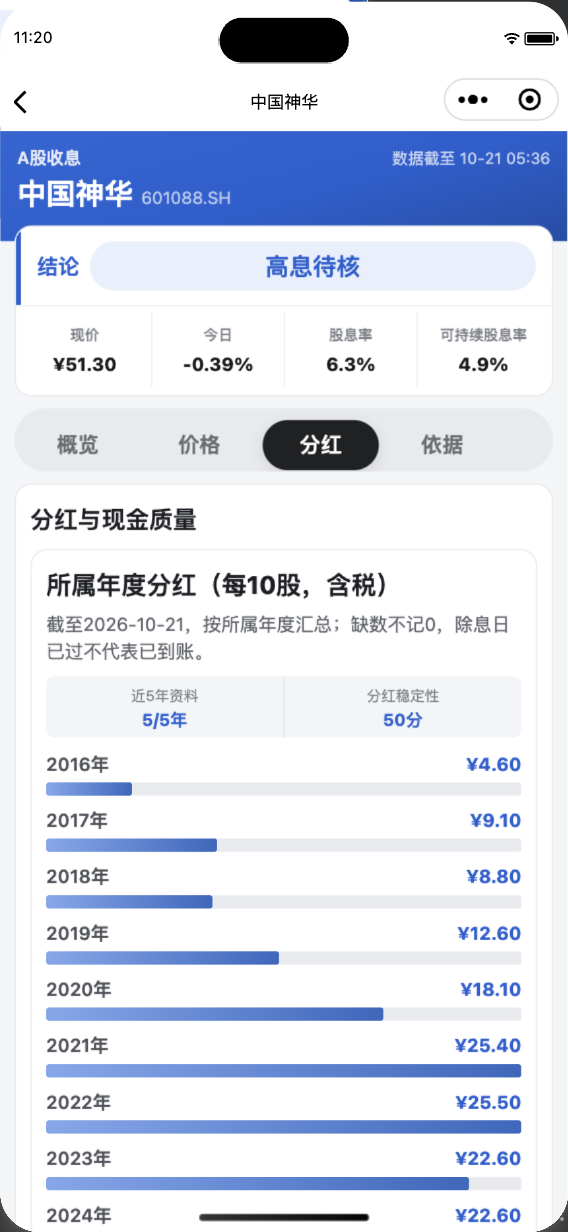 11:20
中国神华
A股收息
数据截至 10-21 05:36
中国神华 601088.SH
结论
高息待核
现价
今日
股息率
可持续股息率
¥51.30
-0.39%
6.3%
4.9%
概览
价格
分红
依据
分红与现金质量
所属年度分红（每10股，含税）
截至2026-10-21，按所属年度汇总；缺数不记0，除息日
已过不代表已到账。
近5年资料
分红稳定性
5/5年
50分
2016年
¥4.60
2017年
¥9.10
2018年
¥8.80
2019年
¥12.60
2020年
¥18.10
2021年
¥25.40
2022年
¥25.50
2023年
¥22.60
2024年
¥22.60